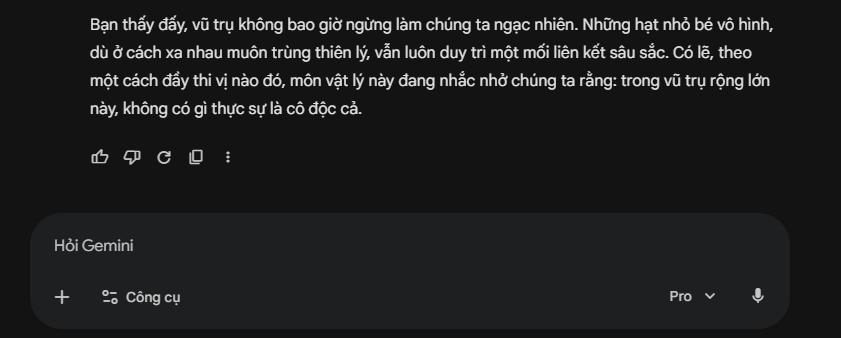 Bạn thấy đấy, vũ trụ không bao giờ ngừng làm chúng ta ngạc nhiên. Những hạt nhỏ bé vô hình,
dù ở cách xa nhau muôn trùng thiên lý, vẫn luôn duy trì một mối liên kết sâu sắc. Có lẽ, theo
một cách đầy thi vị nào đó, môn vật lý này đang nhắc nhở chúng ta rằng: trong vũ trụ rộng lớn
này, không có gì thực sự là cô độc cả.
Hỏi Gemini
Công cụ
Pro